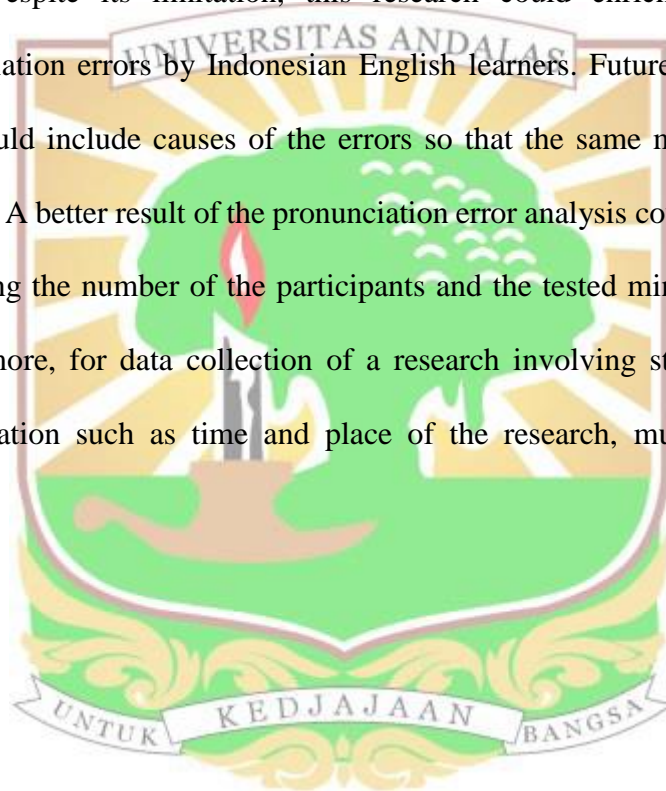 espite its limitation, this research could enrich
UNIVERSITAS ANDALAS
iation errors by Indonesian English learners. Future
uld include causes of the errors so that the same m
A better result of the pronunciation error analysis co
ng the number of the participants and the tested min
more, for data collection of a research involving st
ation such as time and place of the research, mu
UNTUK KEDJAJAAN BANGSA